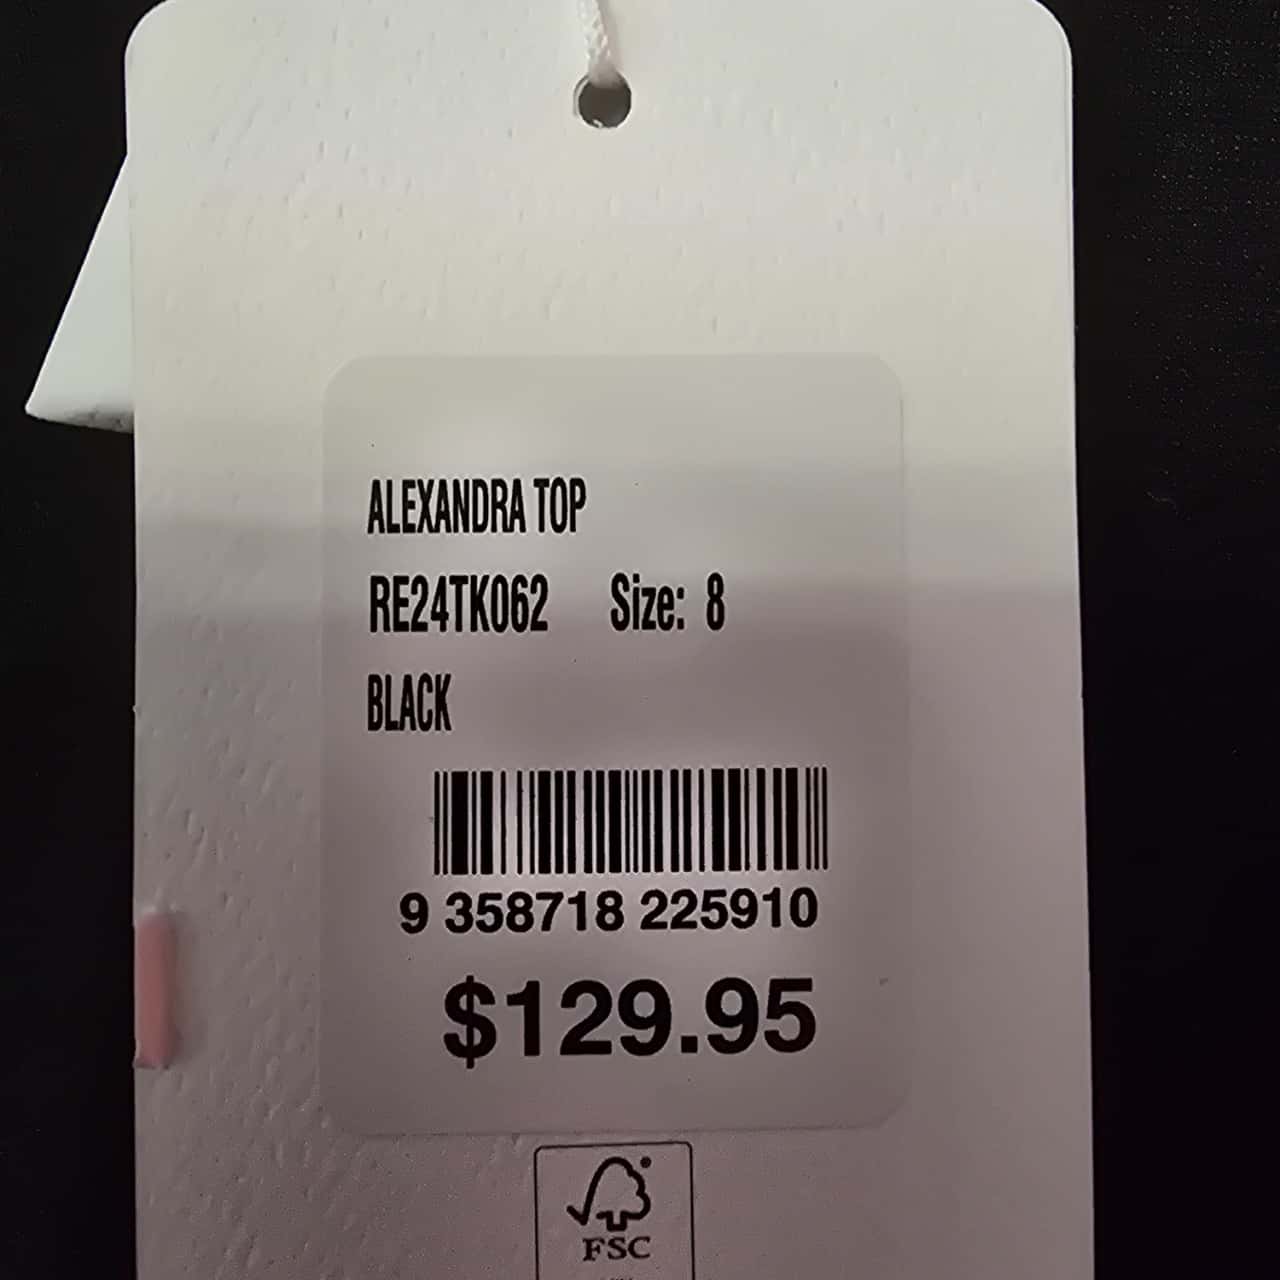 ALEXANDRA TOP
RE24TK062 Size: 8
BLACK
9 358718 225910
$129.95
FSC